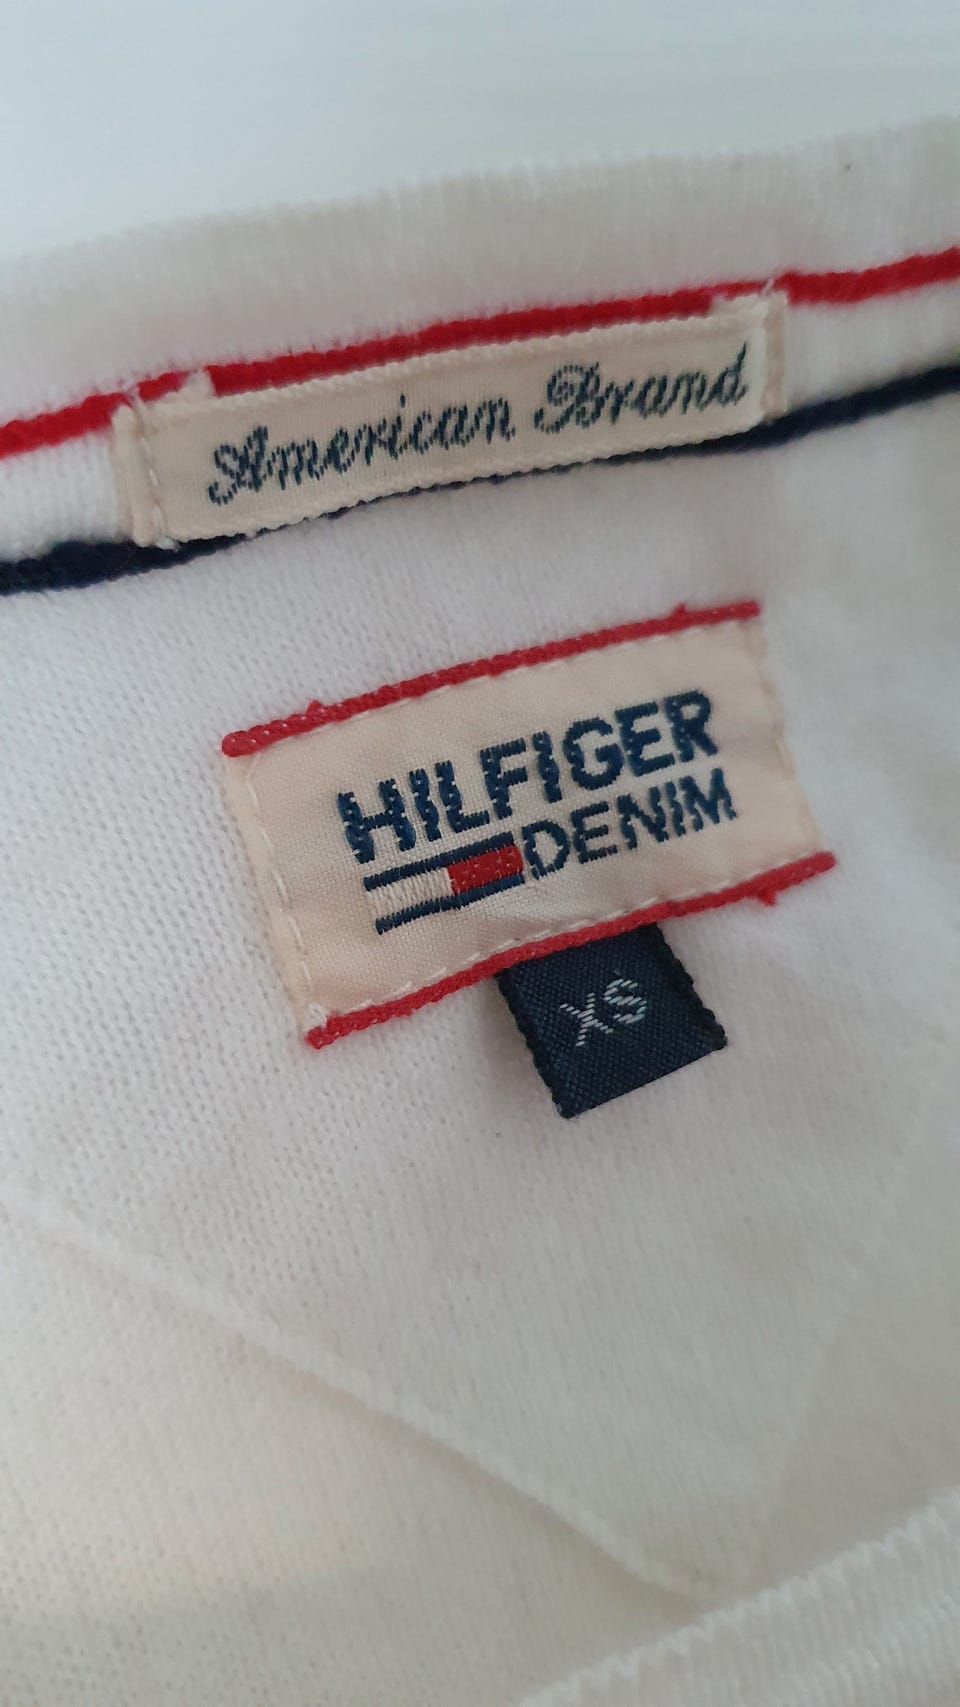 American Brand
HILFIGER
DENIM
XS